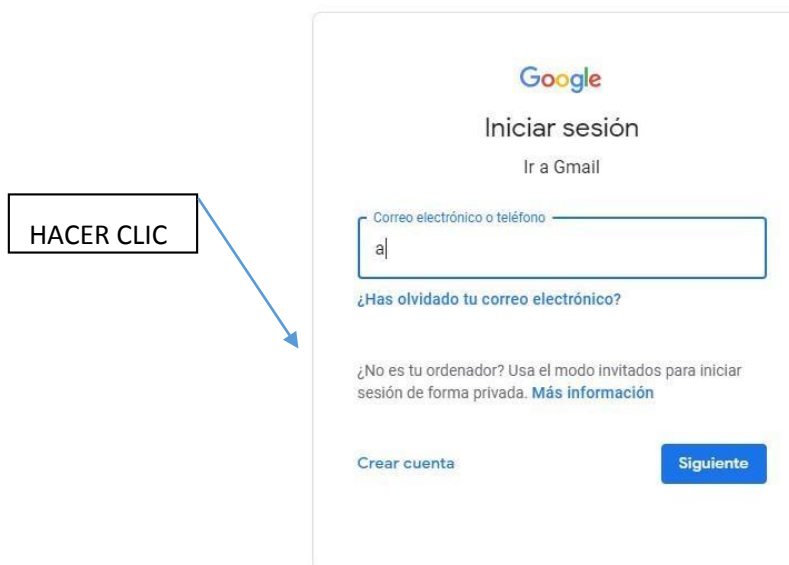 Google
Iniciar sesión
Ir a Gmail
HACER CLIC
Correo electrónico o teléfono
a
¿Has olvidado tu correo electrónico?
¿No es tu ordenador? Usa el modo invitados para iniciar
sesión de forma privada. Más información
Crear cuenta
Siguiente